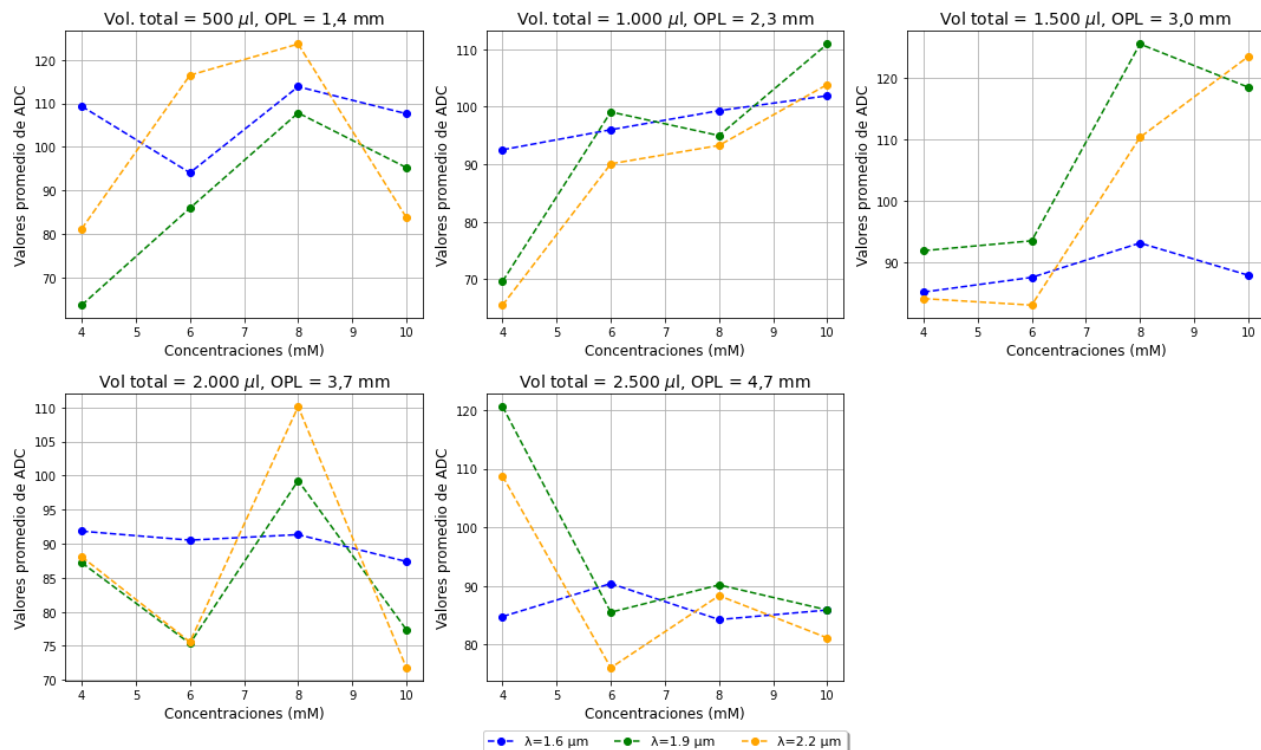 Vol. total = 500 μl, OPL = 1,4 mm
Valores promedio de ADC
120
110
100
90
80
70
4 5 6 7 8 9 10
Concentraciones (mM)
Vol total = 1.000 μl, OPL = 2,3 mm
Valores promedio de ADC
110
100
90
80
70
4 5 6 7 8 9 10
Concentraciones (mM)
Vol total = 1.500 μl, OPL = 3,0 mm
Valores promedio de ADC
120
110
100
90
4 5 6 7 8 9 10
Concentraciones (mM)
Vol total = 2.000 μl, OPL = 3,7 mm
Valores promedio de ADC
110
105
100
95
90
85
80
75
70
4 5 6 7 8 9 10
Concentraciones (mM)
Vol total = 2.500 μl, OPL = 4,7 mm
Valores promedio de ADC
120
110
100
90
80
4 5 6 7 8 9 10
Concentraciones (mM)
λ=1.6 μm λ=1.9 μm λ=2.2 μm